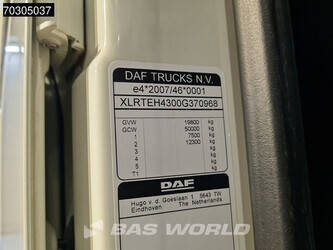 70305037
DAF TRUCKS N.V.
e4*2007/46*0001
XLRTEH4300G370968
GVW 19800 kg
GCW 50000 kg
1 7500 kg
2 12300 kg
3 kg
4 kg
5 kg
T1
DAF
Hugo v. d. Goeslaan 1 5643 TW
Eindhoven The Netherlands
BAS WORLD